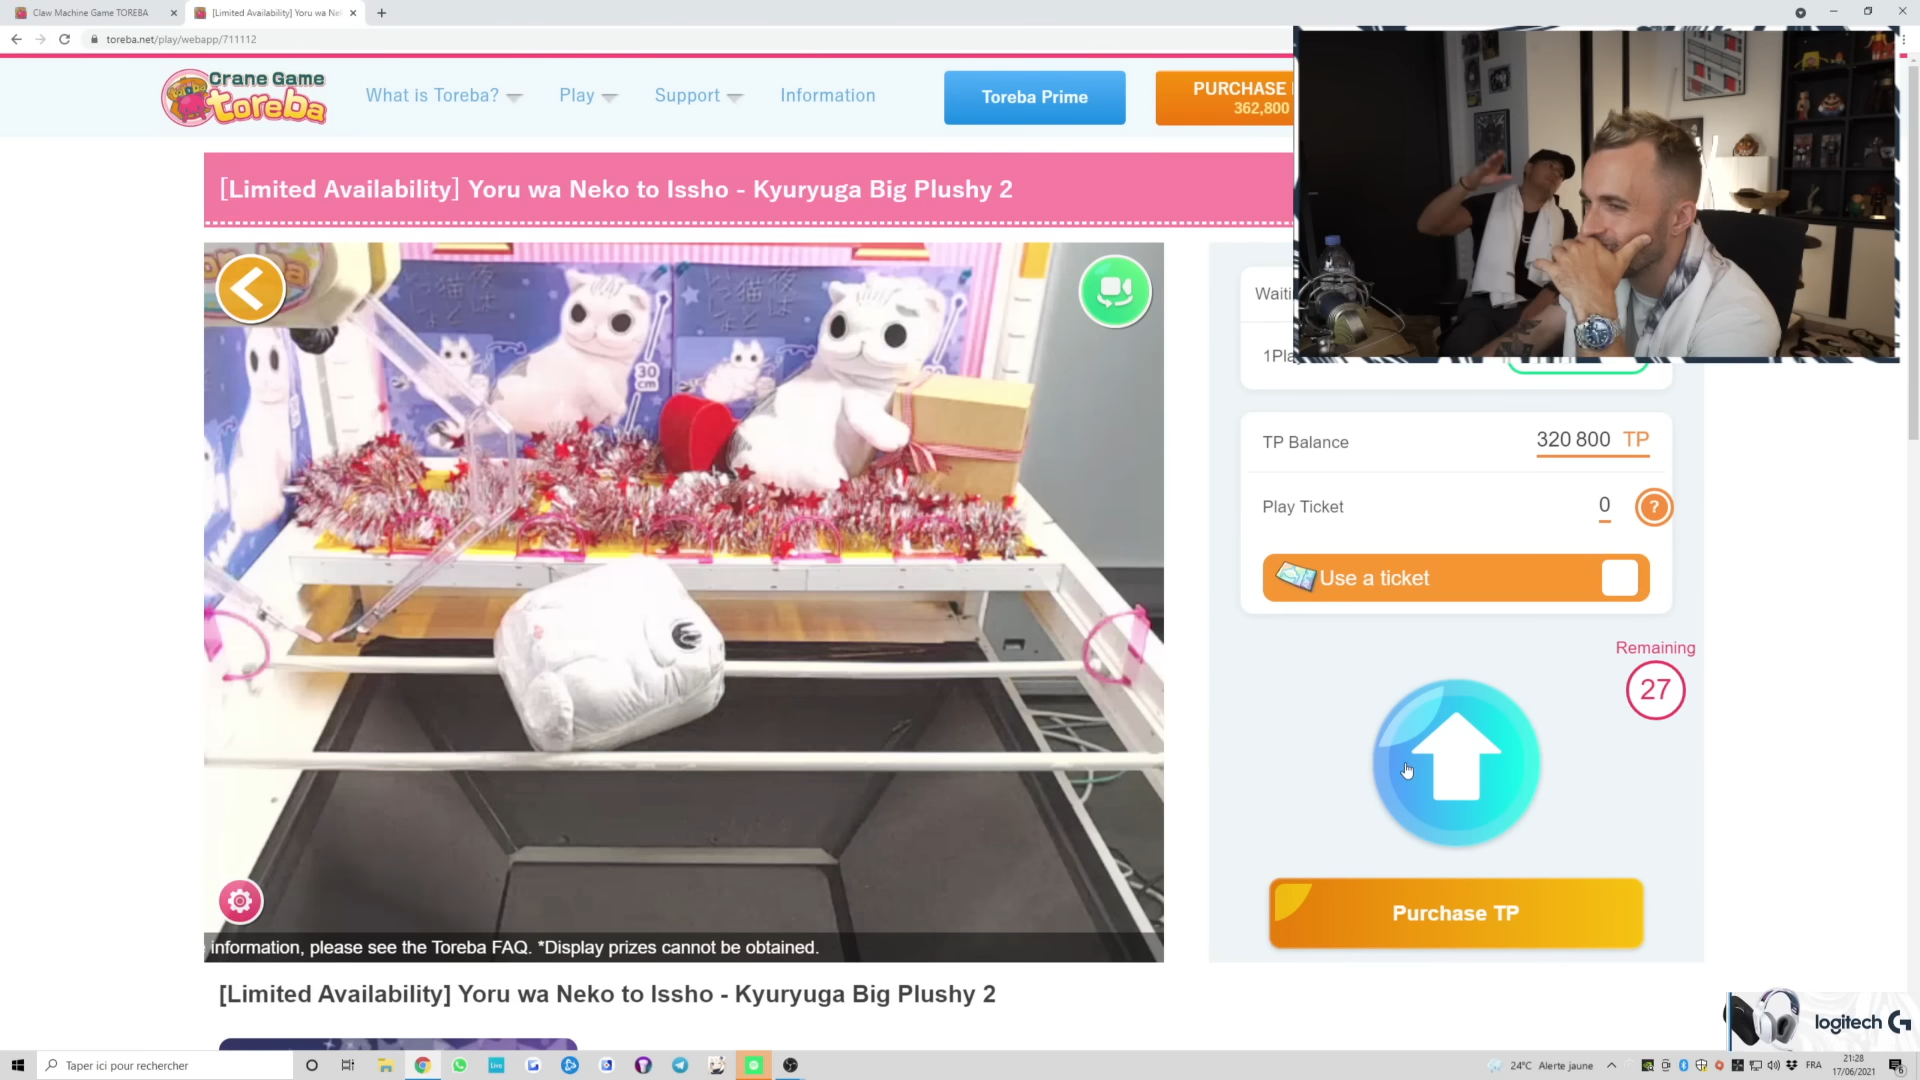 Claw Machine Game TOREBA
[Limited Availability] Yoru wa Ne
toreba.net/play/webapp/711112
Crane Game
toreba
What is Toreba?
Play
Support
Information
Toreba Prime
PURCHASE
362,800
[Limited Availability] Yoru wa Neko to Issho - Kyuryuga Big Plushy 2
30
cm
Waiti
1Pla
TP Balance
320 800 TP
Play Ticket
0
?
Use a ticket
Remaining
27
Purchase TP
information, please see the Toreba FAQ. *Display prizes cannot be obtained.
[Limited Availability] Yoru wa Neko to Issho - Kyuryuga Big Plushy 2
logitech G
Taper ici pour rechercher
24°C Alerte jaune
FRA
21:28
17/06/2021